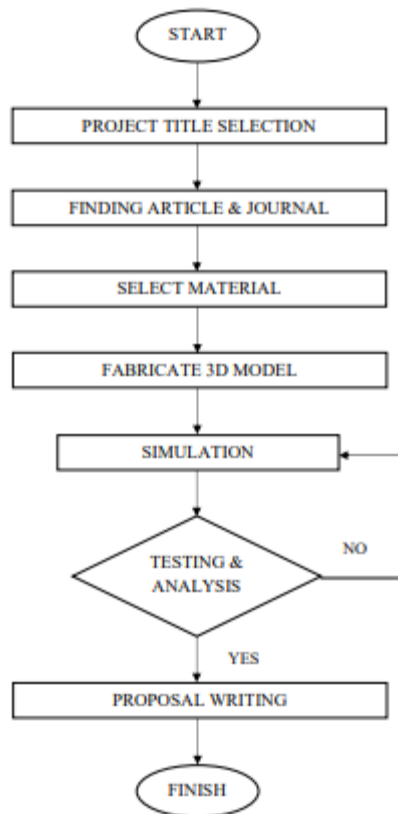 START
PROJECT TITLE SELECTION
FINDING ARTICLE & JOURNAL
SELECT MATERIAL
FABRICATE 3D MODEL
SIMULATION
TESTING &
ANALYSIS
NO
YES
PROPOSAL WRITING
FINISH